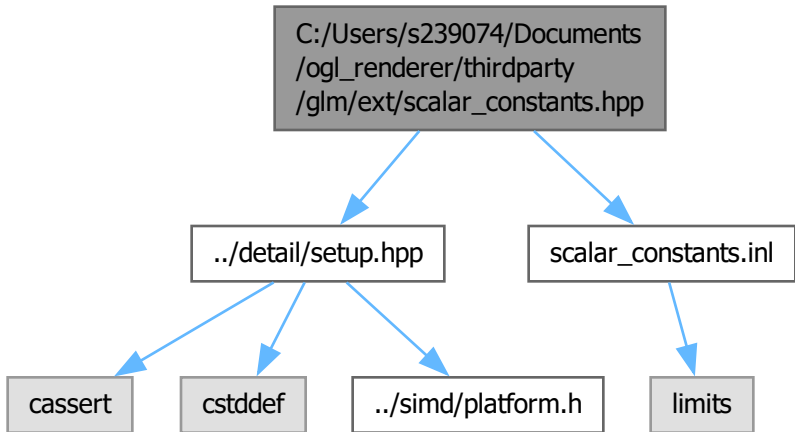 C:/Users/s239074/Documents
/ogl_renderer/thirdparty
/glm/ext/scalar_constants.hpp
../detail/setup.hpp
scalar_constants.inl
cassert
cstddef
../simd/platform.h
limits